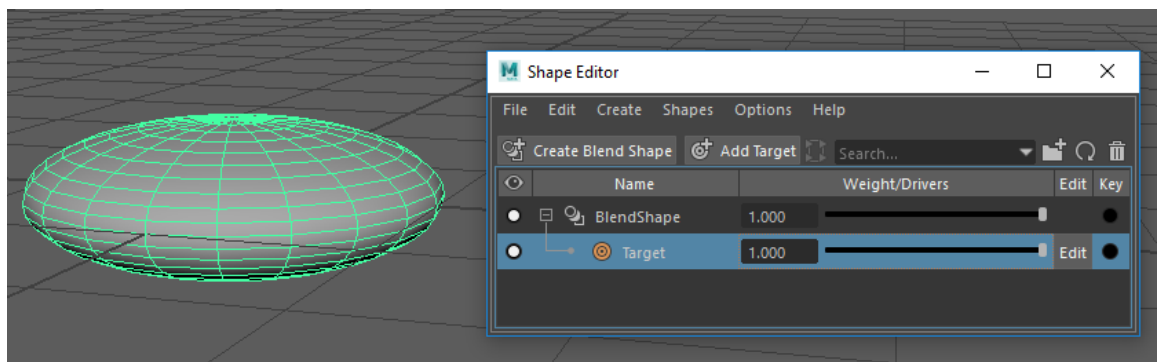 Shape Editor
File Edit Create Shapes Options Help
Create Blend Shape Add Target Search...
Name Weight/Drivers Edit Key
BlendShape 1.000
Target 1.000 Edit